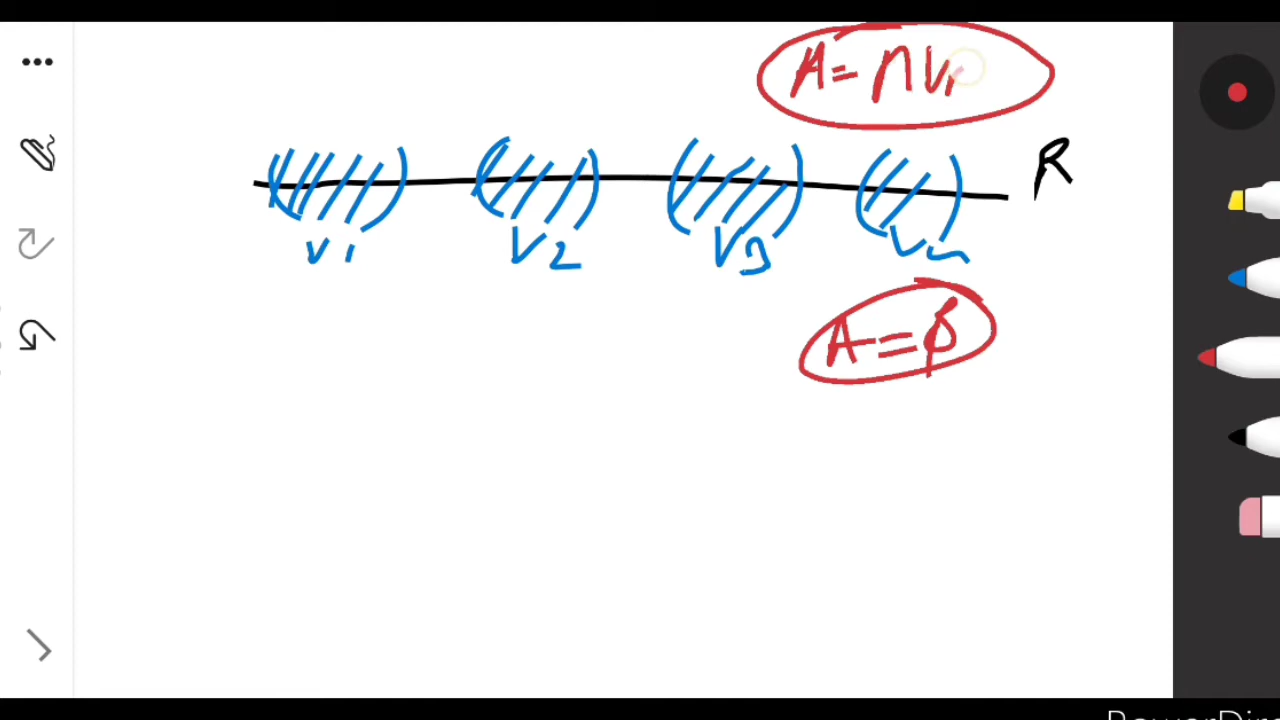 A = ∩Vi
R
V1 V2 V3 Vn
A = ϕ